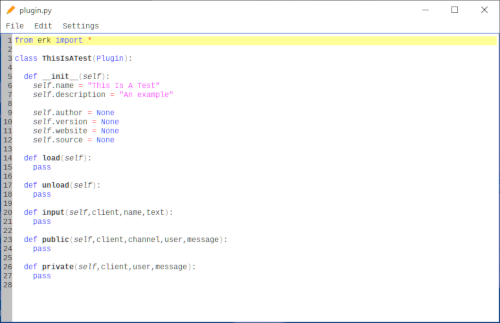 plugin.py
File Edit Settings
1 from erk import *
2
3 class ThisIsATest(Plugin):
4
5   def __init__(self):
6     self.name = "This Is A Test"
7     self.description = "An example"
8
9     self.author = None
10     self.version = None
11     self.website = None
12     self.source = None
13
14   def load(self):
15     pass
16
17   def unload(self):
18     pass
19
20   def input(self,client,name,text):
21     pass
22
23   def public(self,client,channel,user,message):
24     pass
25
26   def private(self,client,user,message):
27     pass
28